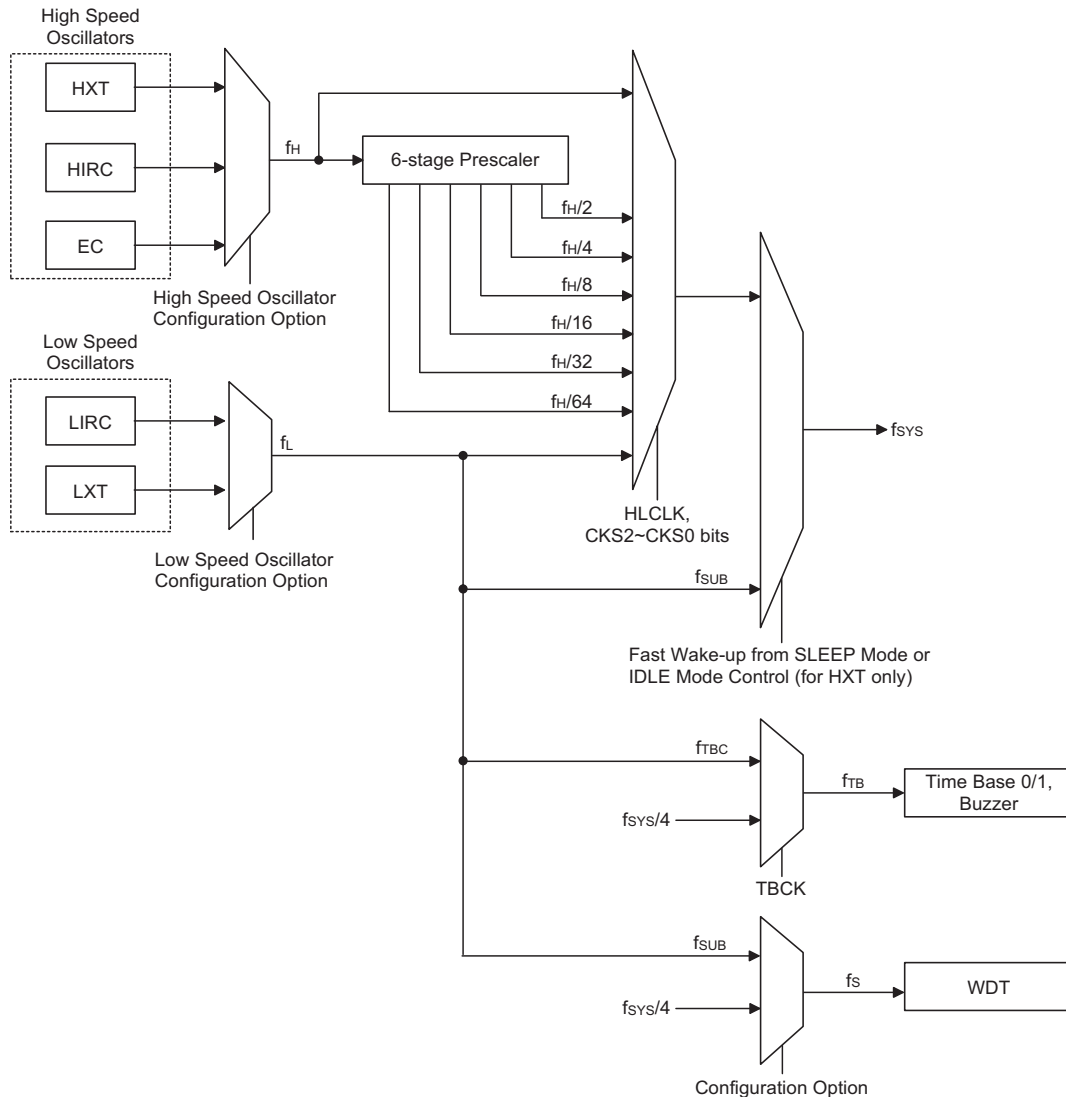 High Speed
Oscillators
HXT
HIRC
EC
fH
6-stage Prescaler
fH/2
fH/4
fH/8
fH/16
fH/32
fH/64
High Speed Oscillator
Configuration Option
Low Speed
Oscillators
LIRC
LXT
fL
Low Speed Oscillator
Configuration Option
HLCLK,
CKS2~CKS0 bits
fSYS
fSUB
Fast Wake-up from SLEEP Mode or
IDLE Mode Control (for HXT only)
fTBC
fSYS/4
fTB
Time Base 0/1,
Buzzer
TBCK
fSUB
fSYS/4
fS
WDT
Configuration Option